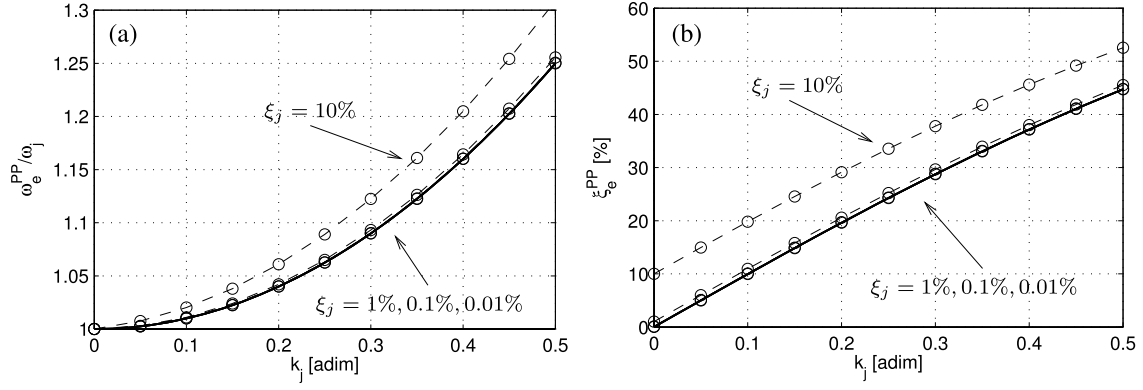 (a)
1.3
1.25
1.2
1.15
1.1
1.05
1
ω_e^PP/ω_j
ξ_j = 10%
ξ_j = 1%, 0.1%, 0.01%
0 0.1 0.2 0.3 0.4 0.5
k_j [adim]
(b)
60
50
40
30
20
10
0
ξ_e^PP [%]
ξ_j = 10%
ξ_j = 1%, 0.1%, 0.01%
0 0.1 0.2 0.3 0.4 0.5
k_j [adim]